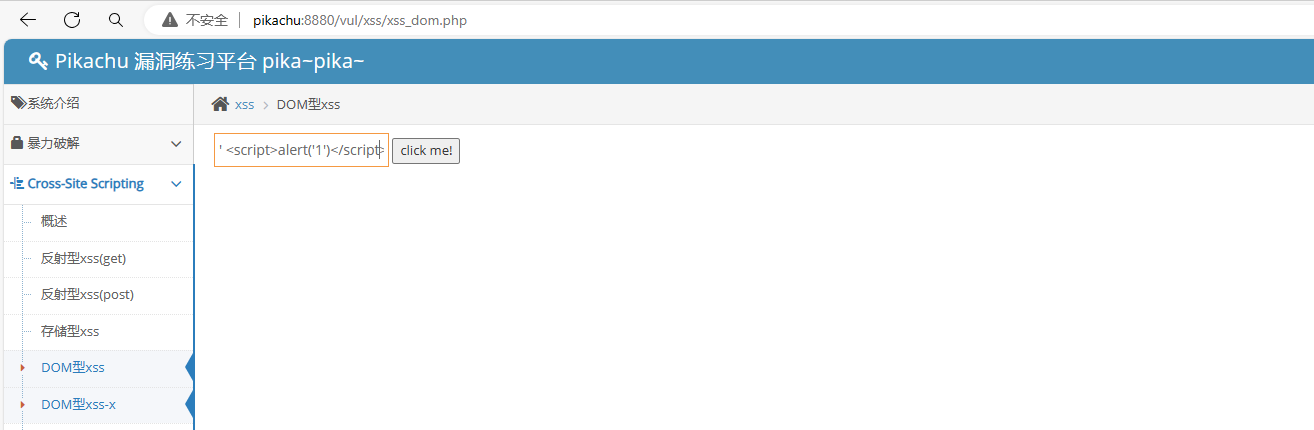 不安全 pikachu:8880/vul/xss/xss_dom.php
Pikachu 漏洞练习平台 pika~pika~
系统介绍
xss > DOM型xss
暴力破解
' <script>alert('1')</script> click me!
Cross-Site Scripting
概述
反射型xss(get)
反射型xss(post)
存储型xss
DOM型xss
DOM型xss-x